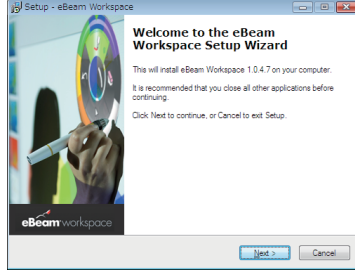 Setup - eBeam Workspace
Welcome to the eBeam
Workspace Setup Wizard
This will install eBeam Workspace 1.0.4.7 on your computer.
It is recommended that you close all other applications before
continuing.
Click Next to continue, or Cancel to exit Setup.
eBeam workspace
Next >
Cancel